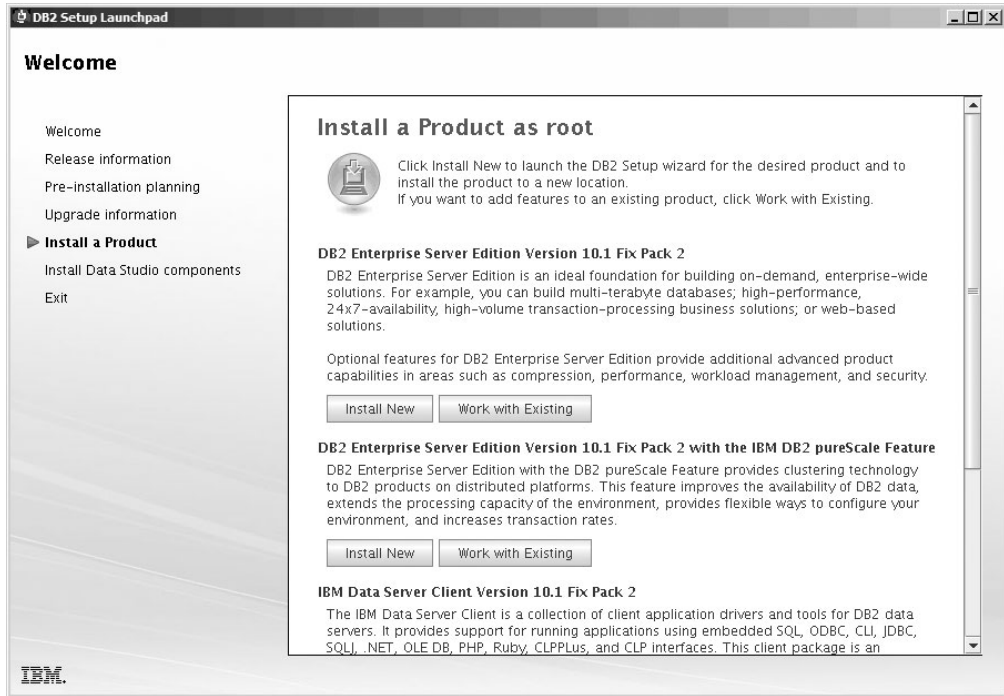 DB2 Setup Launchpad
Welcome
Welcome
Release information
Pre-installation planning
Upgrade information
Install a Product
Install Data Studio components
Exit
Install a Product as root
Click Install New to launch the DB2 Setup wizard for the desired product and to
install the product to a new location.
If you want to add features to an existing product, click Work with Existing.
DB2 Enterprise Server Edition Version 10.1 Fix Pack 2
DB2 Enterprise Server Edition is an ideal foundation for building on-demand, enterprise-wide
solutions. For example, you can build multi-terabyte databases; high-performance,
24x7-availability, high-volume transaction-processing business solutions; or web-based
solutions.
Optional features for DB2 Enterprise Server Edition provide additional advanced product
capabilities in areas such as compression, performance, workload management, and security.
Install New Work with Existing
DB2 Enterprise Server Edition Version 10.1 Fix Pack 2 with the IBM DB2 pureScale Feature
DB2 Enterprise Server Edition with the DB2 pureScale Feature provides clustering technology
to DB2 products on distributed platforms. This feature improves the availability of DB2 data,
extends the processing capacity of the environment, provides flexible ways to configure your
environment, and increases transaction rates.
Install New Work with Existing
IBM Data Server Client Version 10.1 Fix Pack 2
The IBM Data Server Client is a collection of client application drivers and tools for DB2 data
servers. It provides support for running applications using embedded SQL, ODBC, CLI, JDBC,
SQLJ, .NET, OLE DB, PHP, Ruby, CLPPLus, and CLP interfaces. This client package is an
IBM.